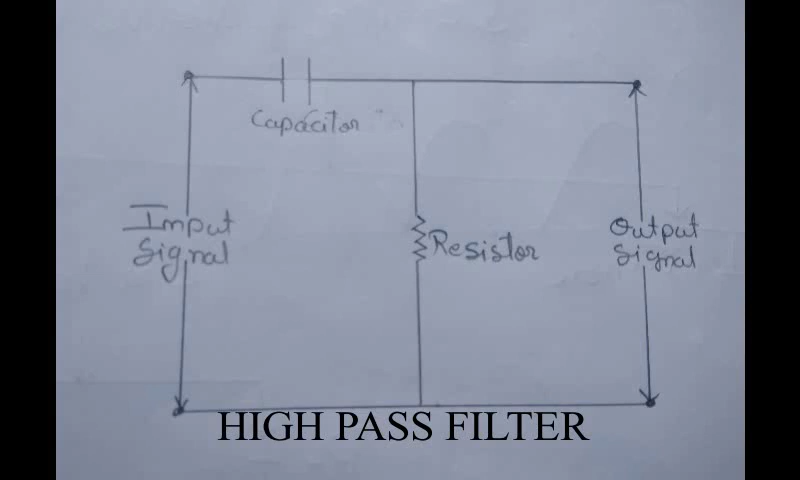 Capacitor
Input
Signal
Resistor
Output
Signal
HIGH PASS FILTER